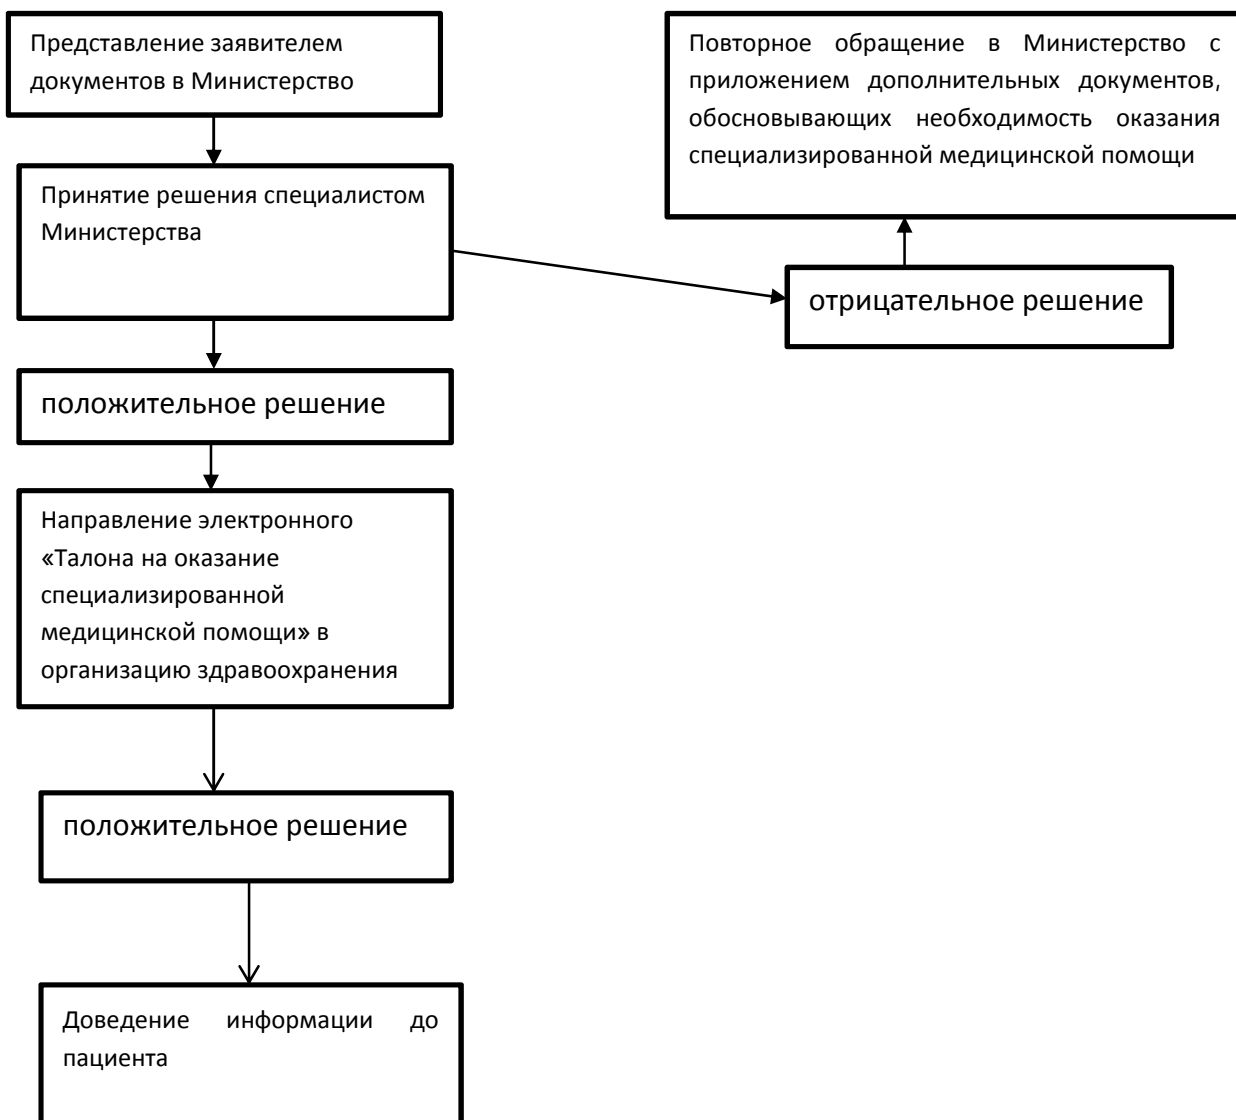 Представление заявителем
документов в Министерство
Повторное обращение в Министерство с
приложением дополнительных документов,
обосновывающих необходимость оказания
специализированной медицинской помощи
Принятие решения специалистом
Министерства
отрицательное решение
положительное решение
Направление электронного
«Талона на оказание
специализированной
медицинской помощи» в
организацию здравоохранения
положительное решение
Доведение информации до
пациента